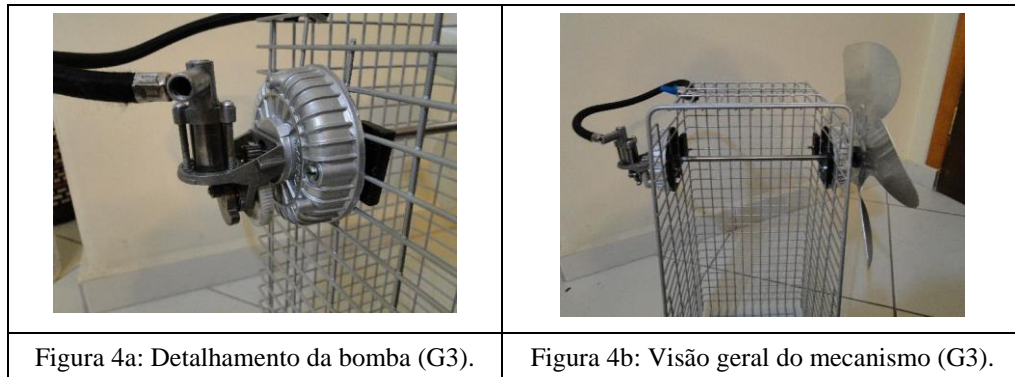 Figura 4a: Detalhamento da bomba (G3).
Figura 4b: Visão geral do mecanismo (G3).